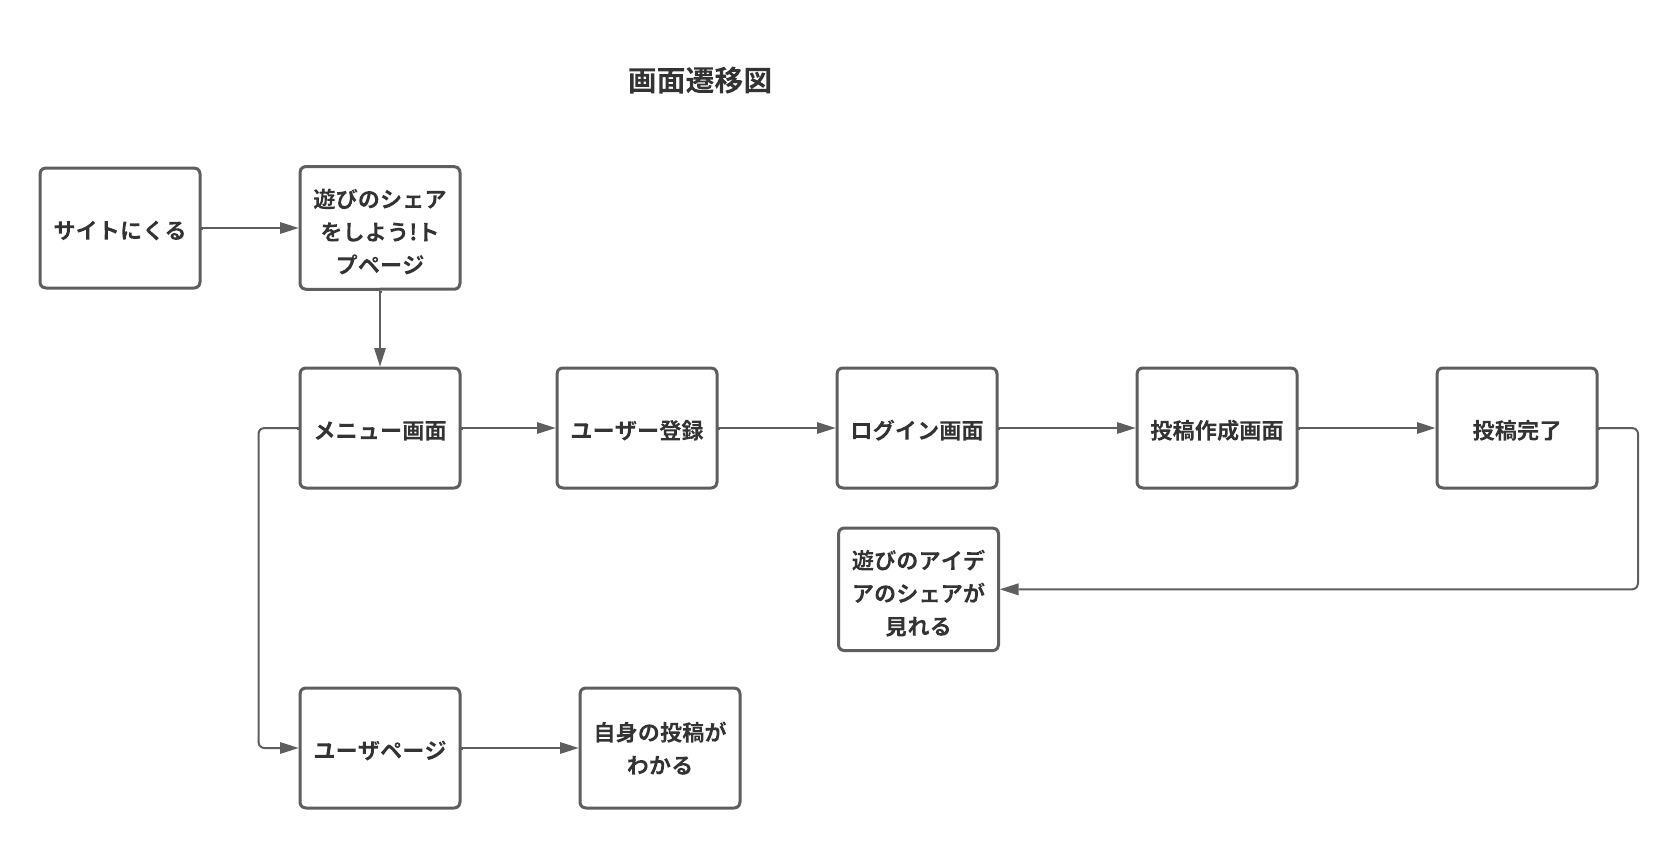 画面遷移図
サイトにくる
遊びのシェア
をしよう!ト
プページ
メニュー画面
ユーザー登録
ログイン画面
投稿作成画面
投稿完了
遊びのアイデ
アのシェアが
見れる
ユーザページ
自身の投稿が
わかる